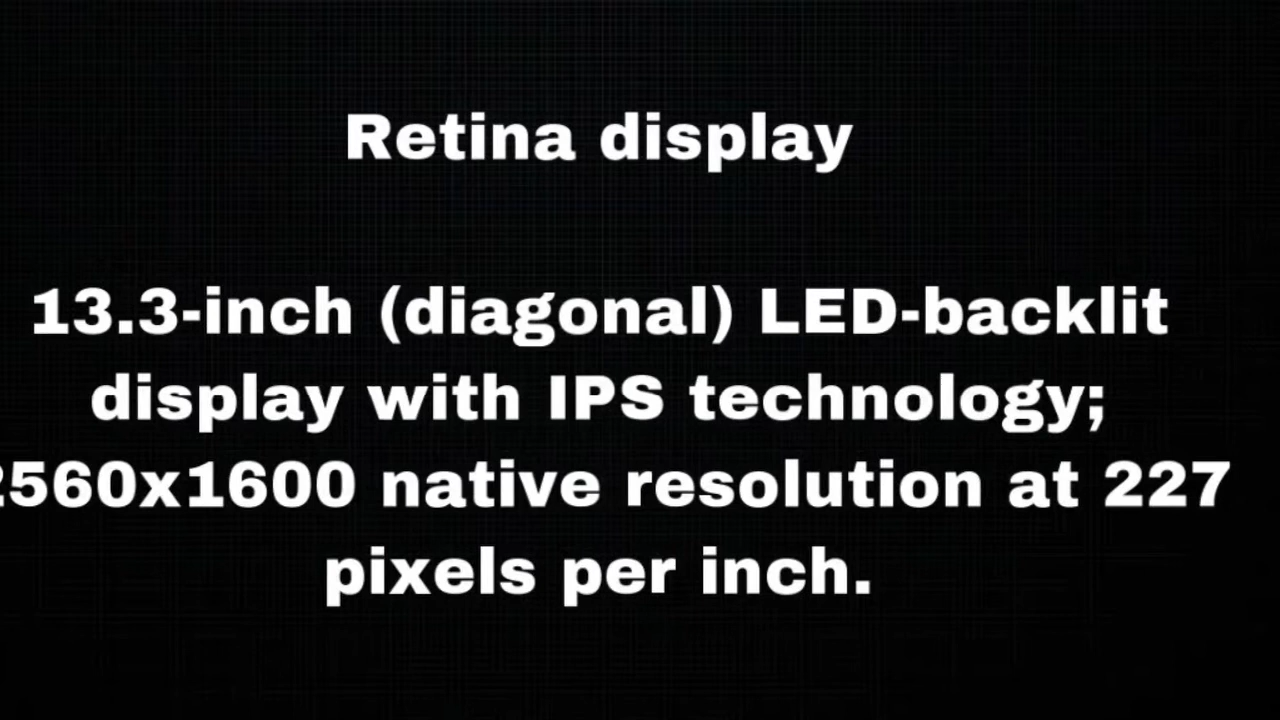 Retina display
13.3-inch (diagonal) LED-backlit
display with IPS technology;
2560x1600 native resolution at 227
pixels per inch.